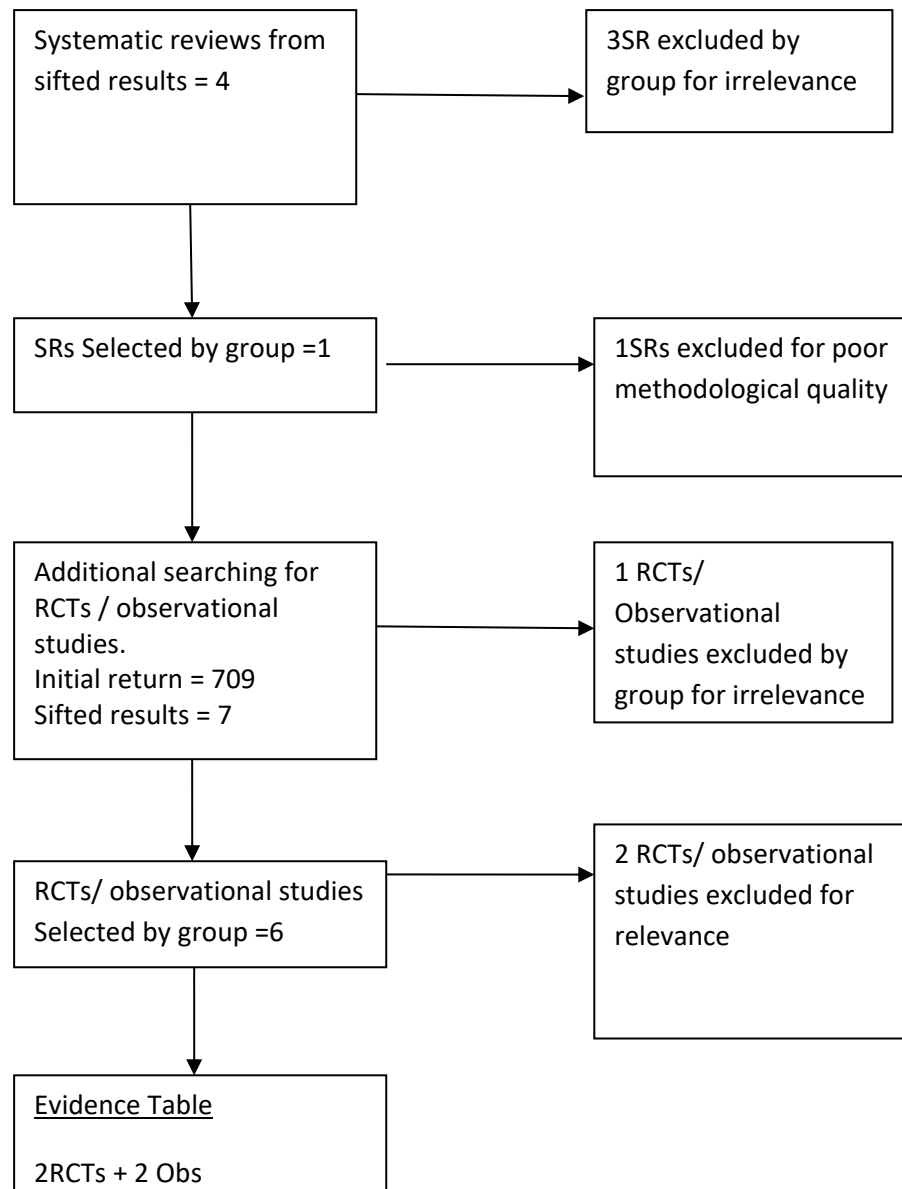 Systematic reviews from
sifted results = 4
3SR excluded by
group for irrelevance
SRs Selected by group =1
1SRs excluded for poor
methodological quality
Additional searching for
RCTs / observational
studies.
Initial return = 709
Sifted results = 7
1 RCTs/
Observational
studies excluded by
group for irrelevance
RCTs/ observational studies
Selected by group =6
2 RCTs/ observational
studies excluded for
relevance
Evidence Table
2RCTs + 2 Obs